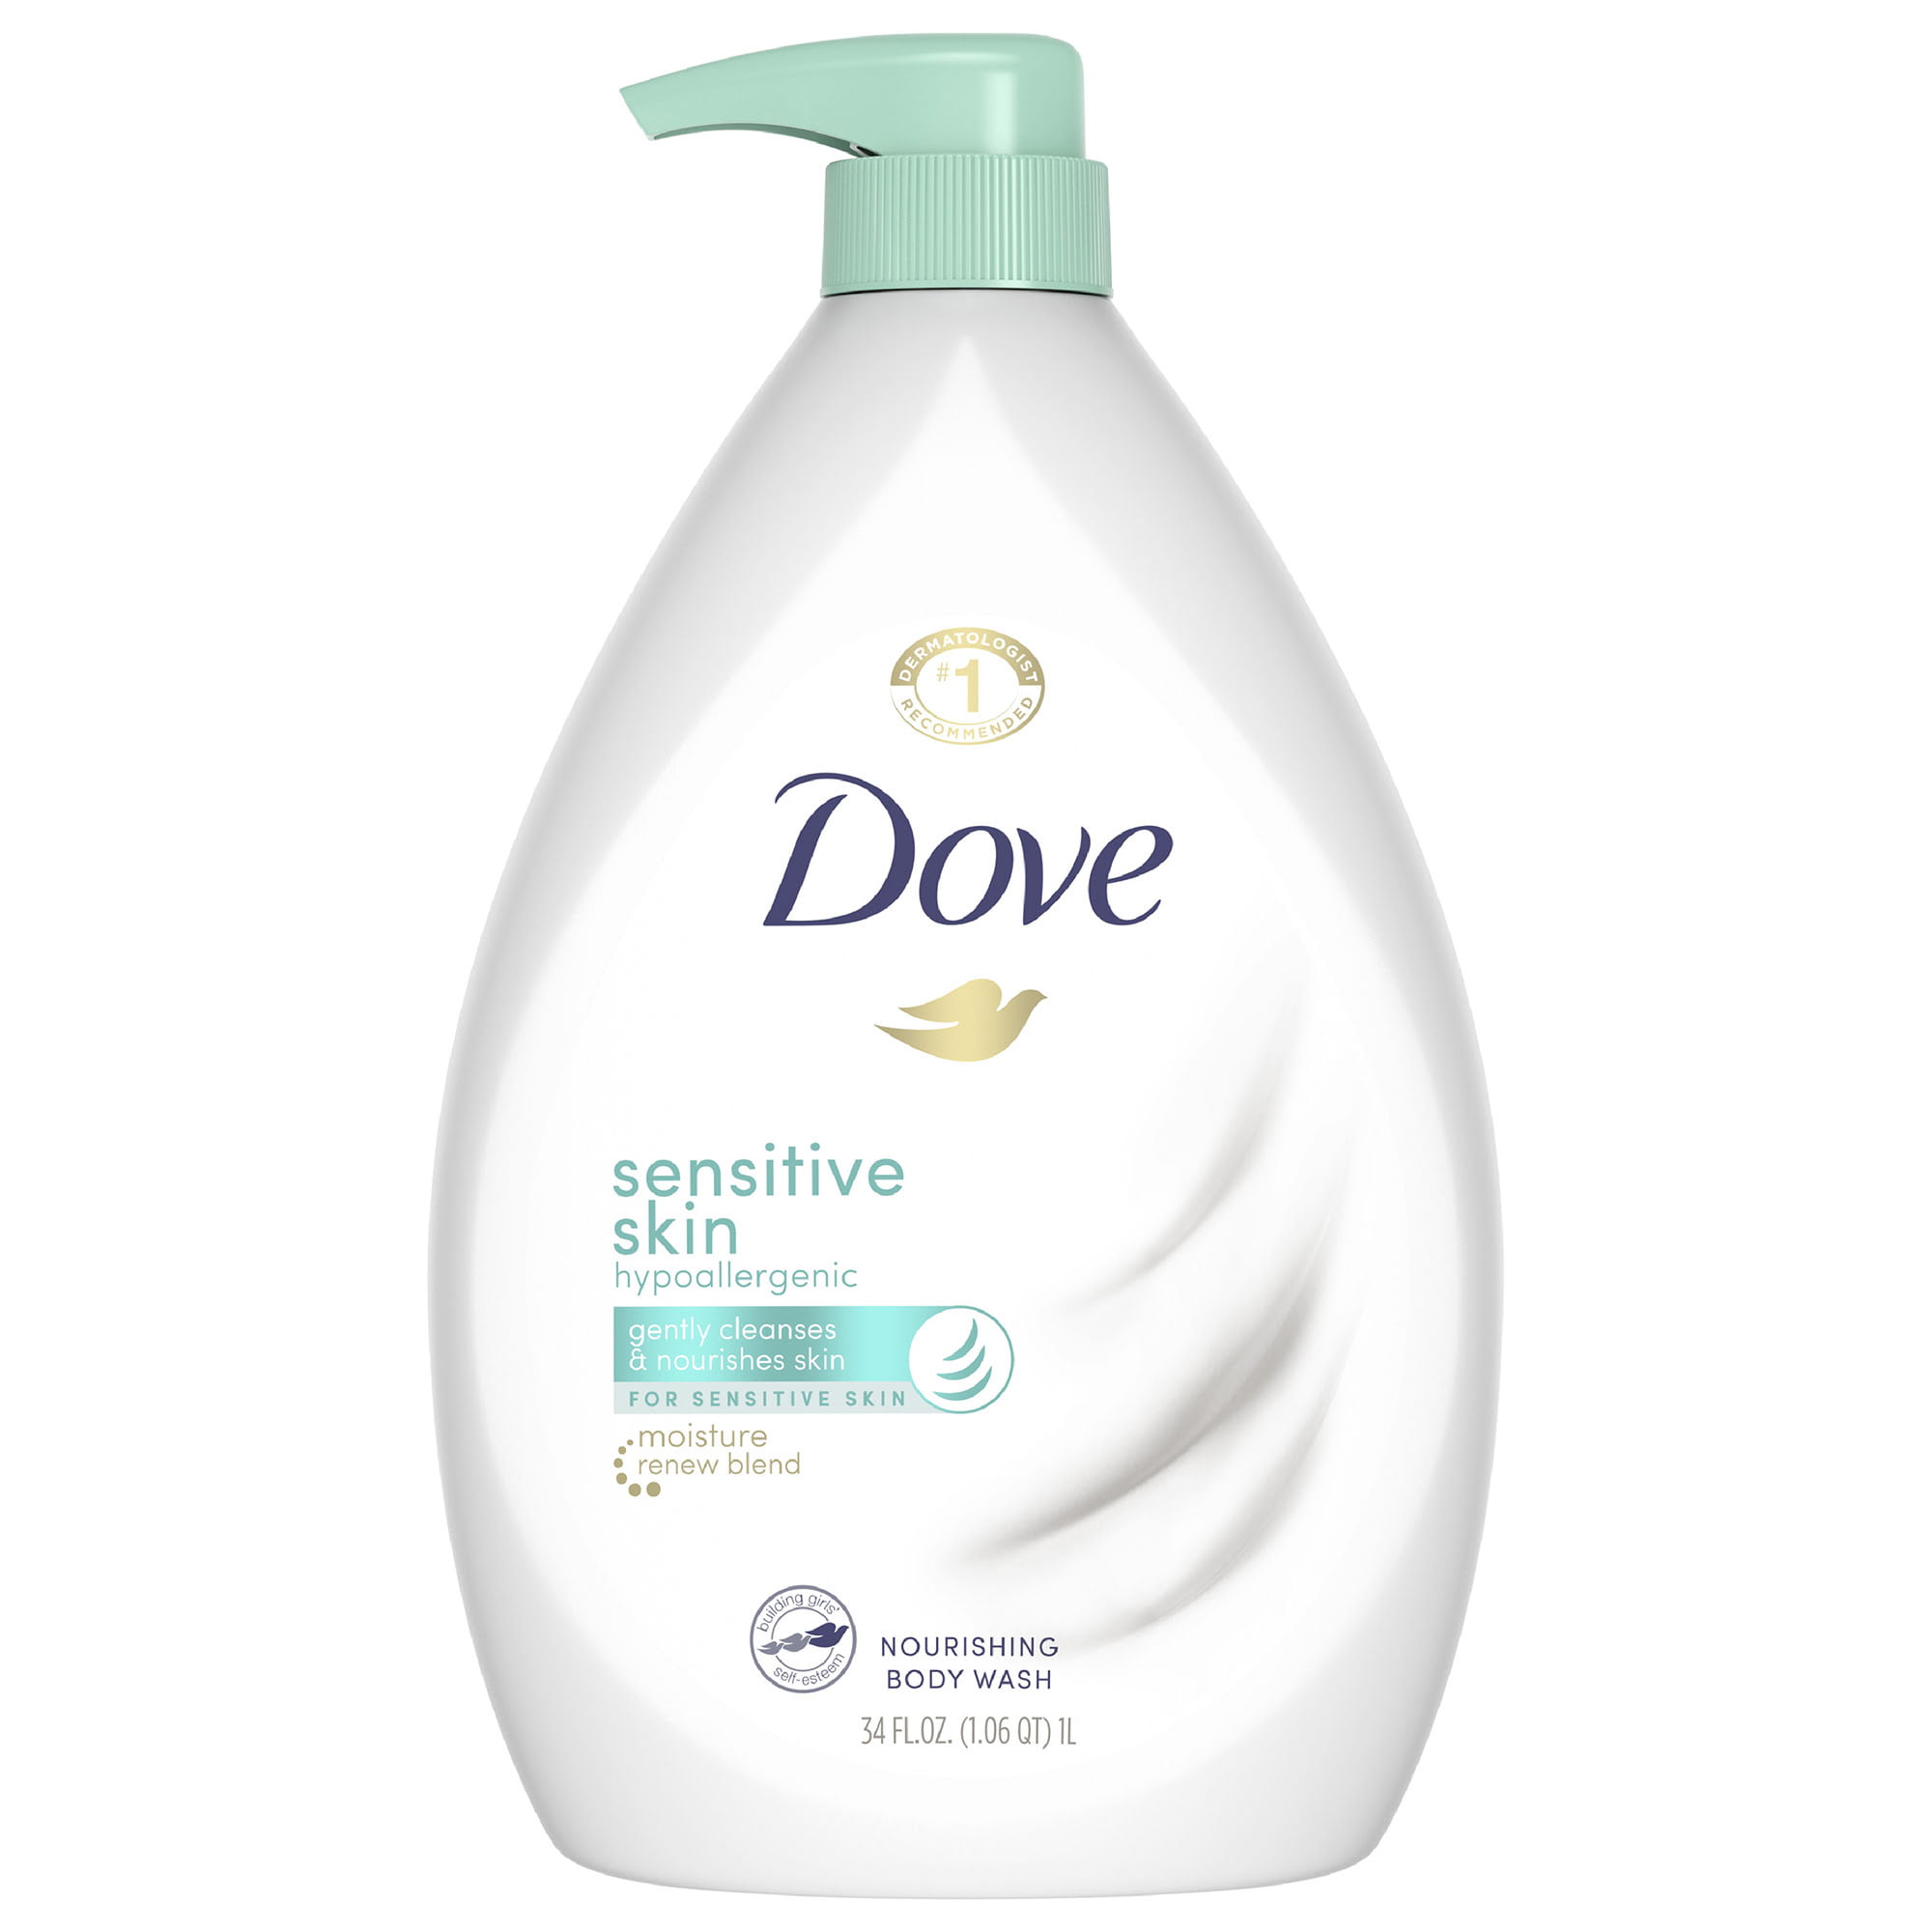 DERMATOLOGIST
#1
RECOMMENDED
Dove
sensitive
skin
hypoallergenic
gently cleanses
& nourishes skin
FOR SENSITIVE SKIN
moisture
renew blend
building girls'
self-esteem
NOURISHING
BODY WASH
34 FL.OZ. (1.06 QT) 1L